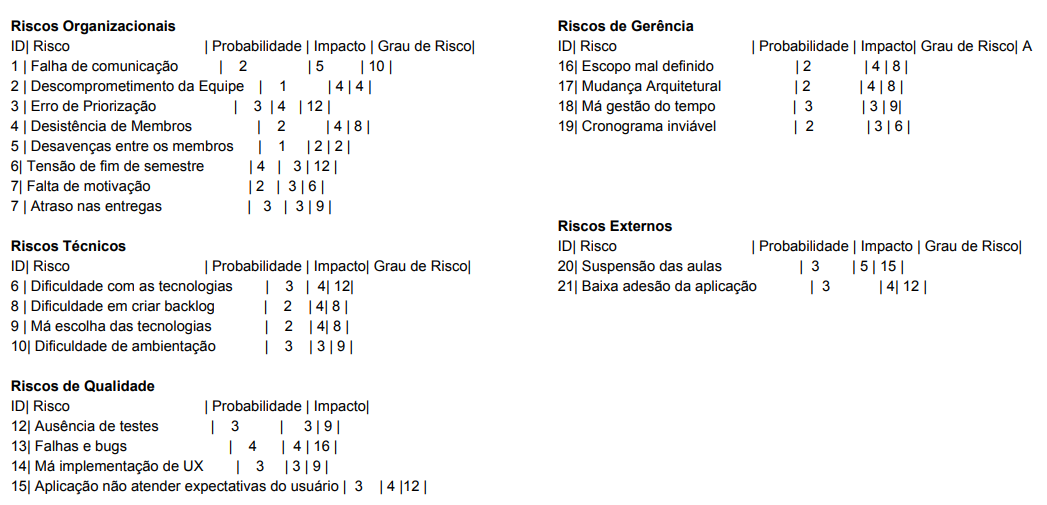 Riscos Organizacionais
ID| Risco | Probabilidade | Impacto | Grau de Risco|
1 | Falha de comunicação | 2 | 5 | 10 |
2 | Descomprometimento da Equipe | 1 | 4 | 4 |
3 | Erro de Priorização | 3 | 4 | 12 |
4 | Desistência de Membros | 2 | 4 | 8 |
5 | Desavenças entre os membros | 1 | 2 | 2 |
6| Tensão de fim de semestre | 4 | 3 | 12 |
7| Falta de motivação | 2 | 3 | 6 |
7 | Atraso nas entregas | 3 | 3 | 9 |
Riscos Técnicos
ID| Risco | Probabilidade | Impacto| Grau de Risco|
6 | Dificuldade com as tecnologias | 3 | 4| 12|
8 | Dificuldade em criar backlog | 2 | 4| 8 |
9 | Má escolha das tecnologias | 2 | 4| 8 |
10| Dificuldade de ambientação | 3 | 3 | 9 |
Riscos de Qualidade
ID| Risco | Probabilidade | Impacto|
12| Ausência de testes | 3 | 3 | 9 |
13| Falhas e bugs | 4 | 4 | 16 |
14| Má implementação de UX | 3 | 3 | 9 |
15| Aplicação não atender expectativas do usuário | 3 | 4 |12 |
Riscos de Gerência
ID| Risco | Probabilidade | Impacto| Grau de Risco| A
16| Escopo mal definido | 2 | 4 | 8 |
17| Mudança Arquitetural | 2 | 4 | 8 |
18| Má gestão do tempo | 3 | 3 | 9|
19| Cronograma inviável | 2 | 3 | 6 |
Riscos Externos
ID| Risco | Probabilidade | Impacto | Grau de Risco|
20| Suspensão das aulas | 3 | 5 | 15 |
21| Baixa adesão da aplicação | 3 | 4| 12 |